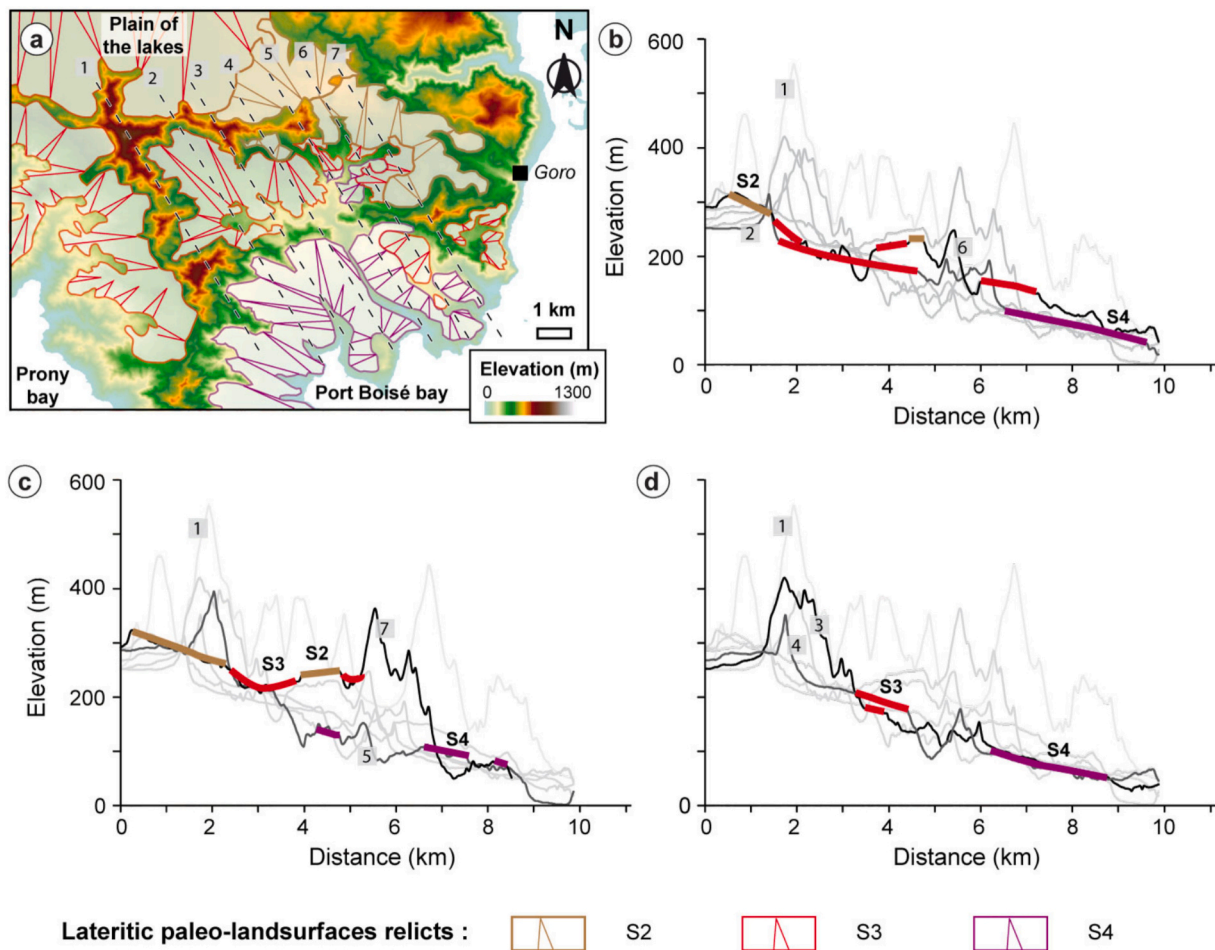 a
Plain of
the lakes
1
2
3
4
5
6
7
N
Goro
1 km
Prony
bay
Port Boisé bay
Elevation (m)
0 1300
b
600
400
200
0
Elevation (m)
1
S2
2
6
S4
0 2 4 6 8 10
Distance (km)
c
600
400
200
0
Elevation (m)
1
S3
S2
7
5
S4
0 2 4 6 8 10
Distance (km)
d
600
400
200
0
1
3
4
S3
S4
0 2 4 6 8 10
Distance (km)
Lateritic paleo-landsurfaces relicts : S2 S3 S4